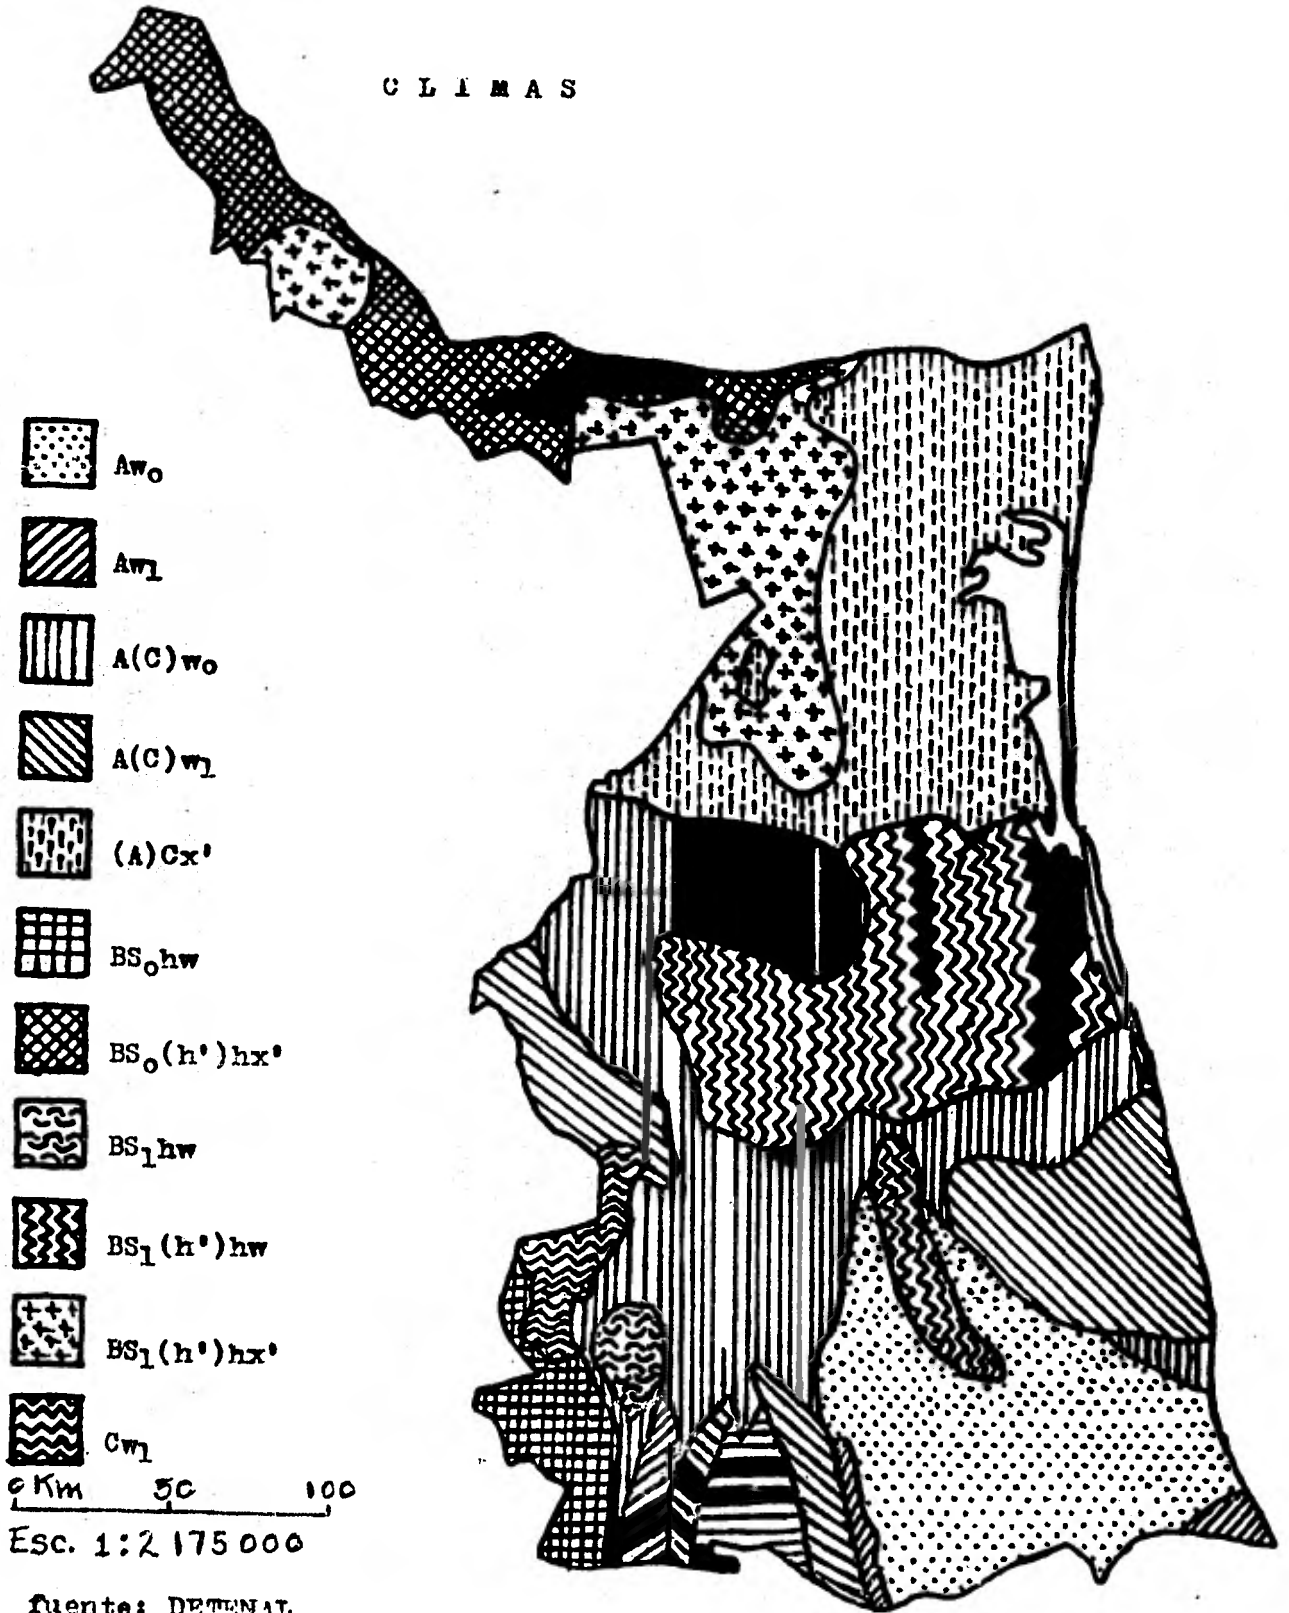 C L I M A S
Aw₀
Aw₁
A(C)w₀
A(C)w₁
(A)Cx'
BS₀hw
BS₀(h')hx'
BS₁hw
BS₁(h')hw
BS₁(h')hx'
Cw₁
0 Km 50 100
Esc. 1:2 175 000
fuente: DETENAL